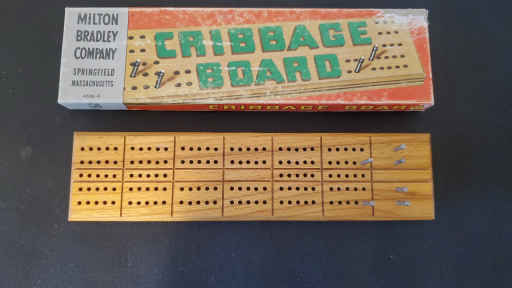 MILTON
BRADLEY
COMPANY
SPRINGFIELD
MASSACHUSETTS
CRIBBAGE
BOARD
CRIBBAGE BOARD